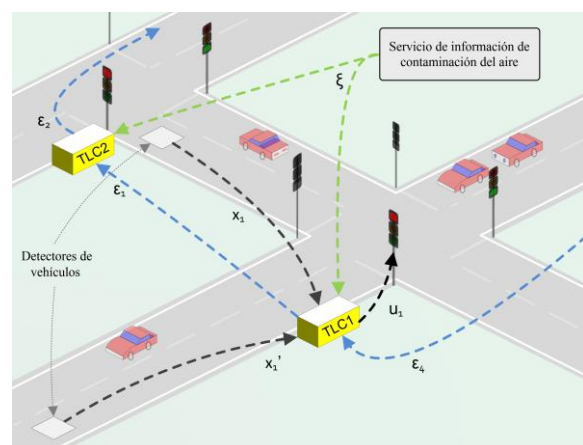 Servicio de información de
contaminación del aire
ξ
ε₂
TLC2
ε₁
x₁
Detectores de
vehículos
u₁
TLC1
x₁’
ε₄